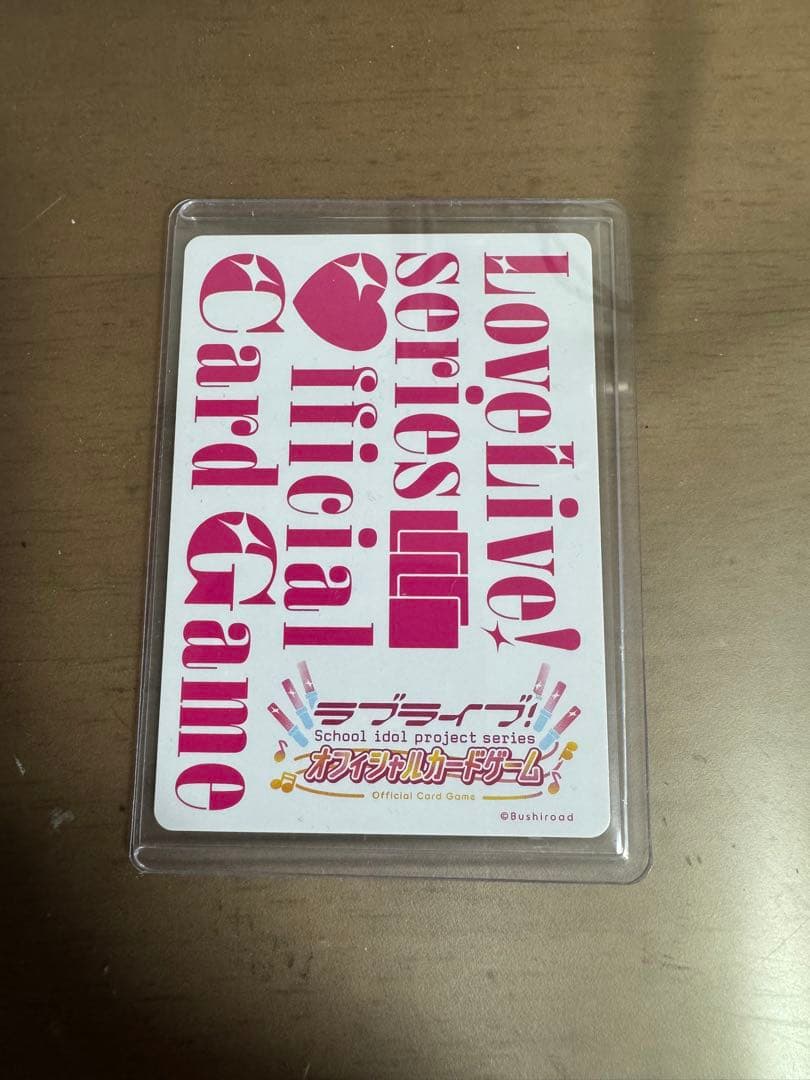 LoveLive!
series
Official
Card Game
ラブライブ!
School idol project series
オフィシャルカードゲーム
Official Card Game
©Bushiroad